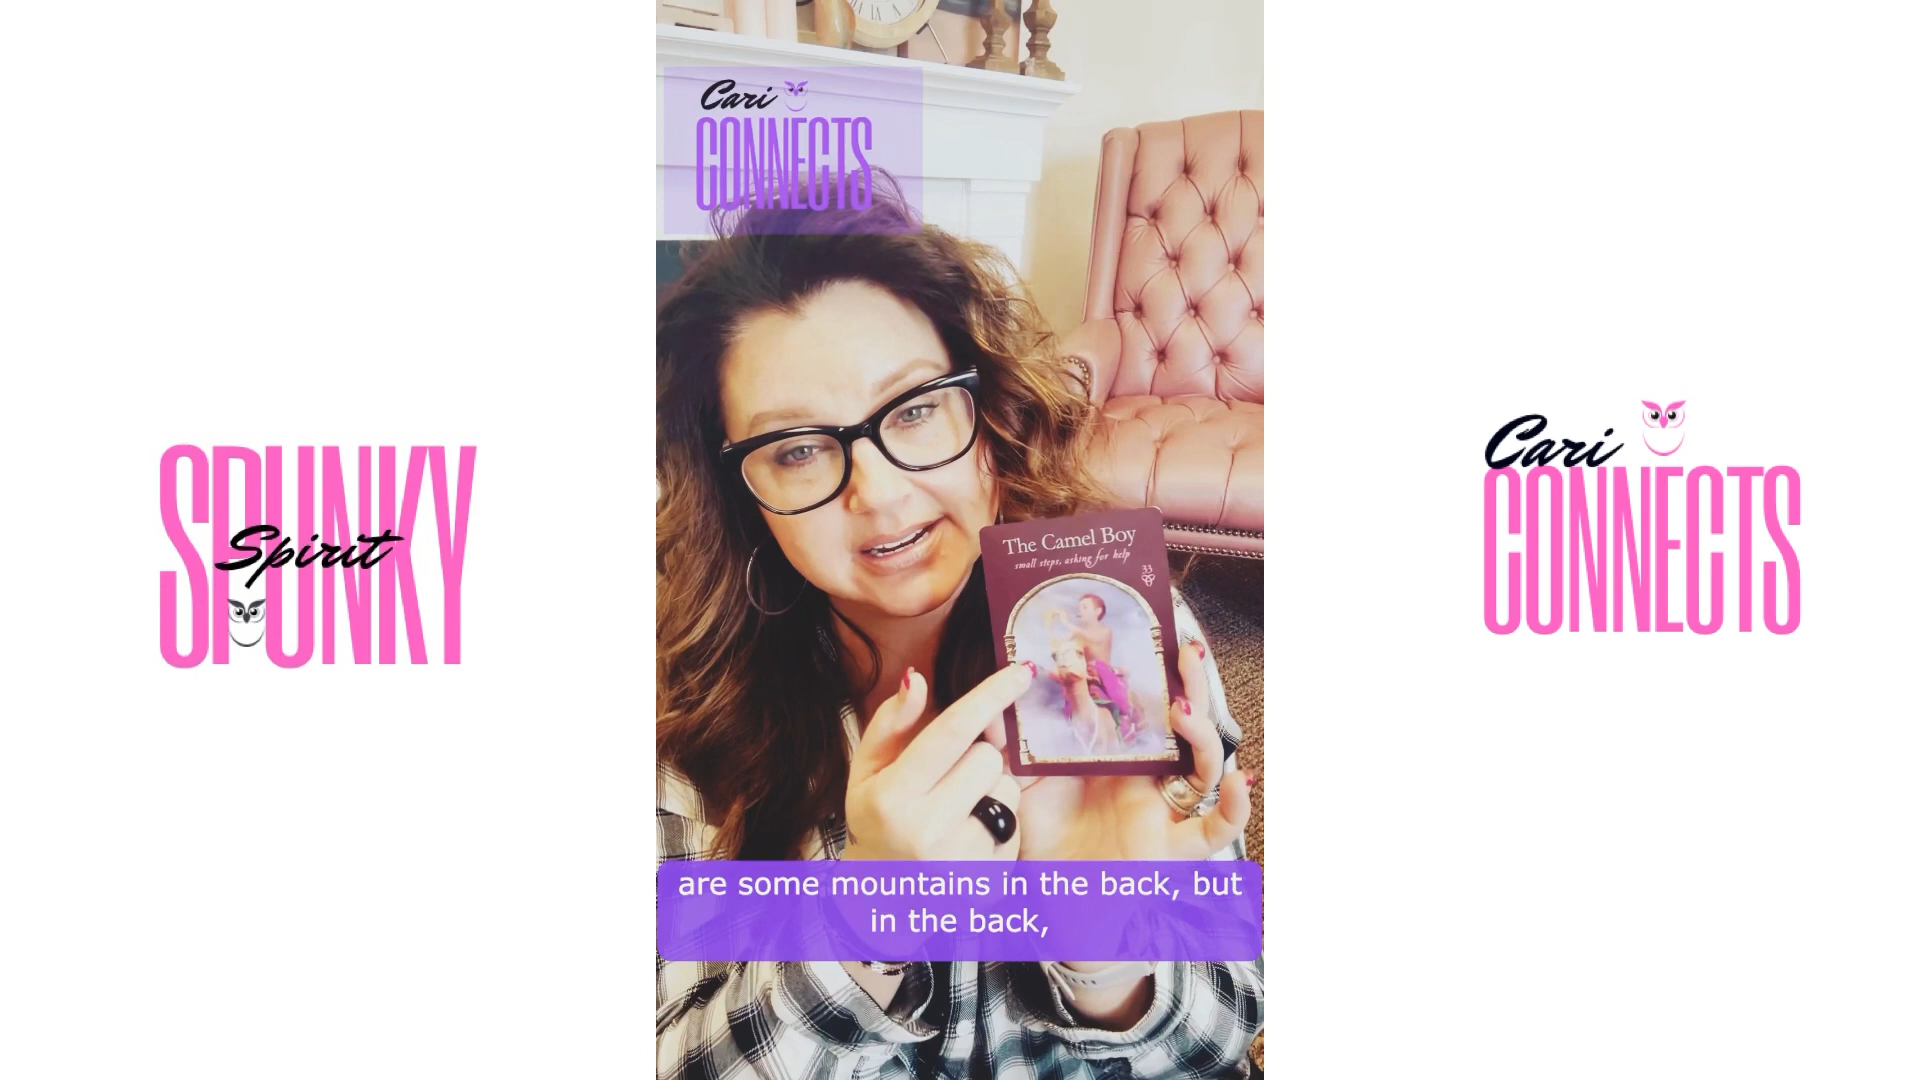 SPUNKY
Spirit
Cari
CONNECTS
The Camel Boy
small steps, asking for help
33
are some mountains in the back, but
in the back,
Cari
CONNECTS